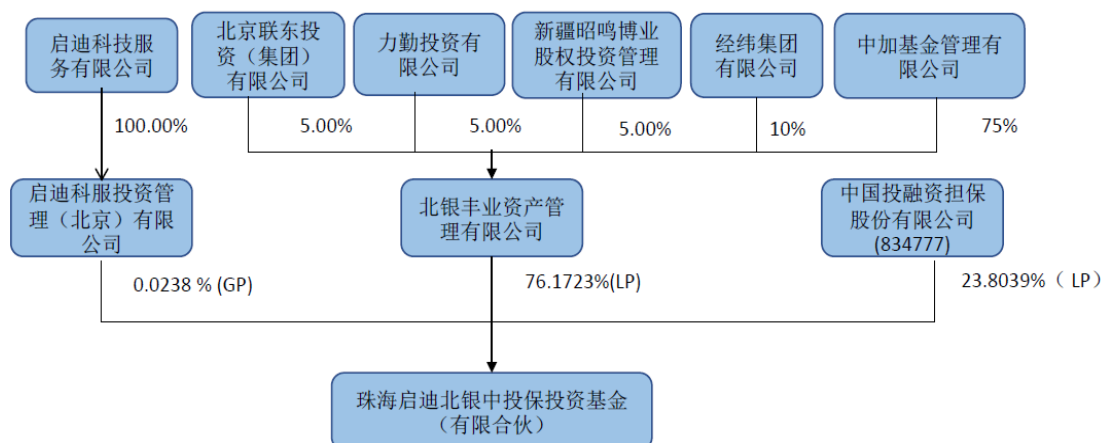 启迪科技服
务有限公司
北京联东投
资（集团）
有限公司
力勤投资有
限公司
新疆昭鸣博业
股权投资管理
有限公司
经纬集团
有限公司
中加基金管理有
限公司
100.00%
5.00%
5.00%
5.00%
10%
75%
启迪科服投资管
理（北京）有限
公司
北银丰业资产管
理有限公司
中国投融资担保
股份有限公司
(834777)
0.0238 % (GP)
76.1723%(LP)
23.8039%（ LP）
珠海启迪北银中投保投资基金
（有限合伙）